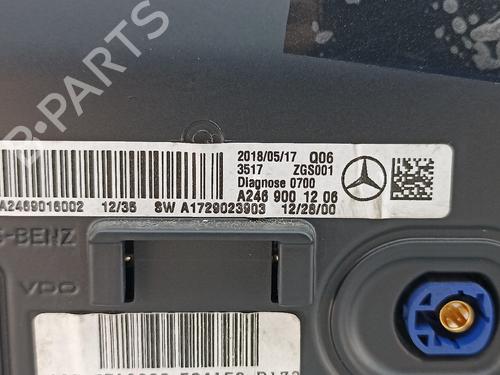 2018/05/17 Q06
3517 ZGS001
Diagnose 0700
A246 900 12 06
A2469016002 12/35 SW A1729023903 12/26/00
-BENZ
VDO